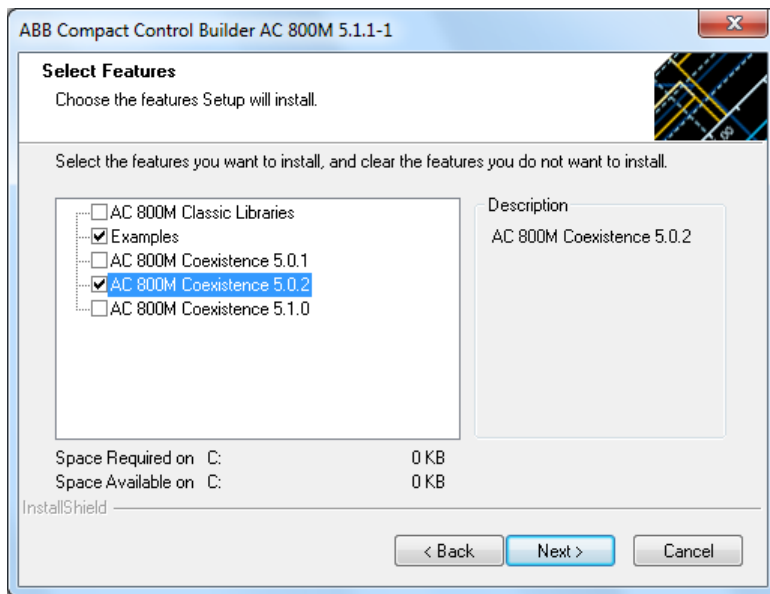 ABB Compact Control Builder AC 800M 5.1.1-1
Select Features
Choose the features Setup will install.
Select the features you want to install, and clear the features you do not want to install.
AC 800M Classic Libraries
Examples
AC 800M Coexistence 5.0.1
AC 800M Coexistence 5.0.2
AC 800M Coexistence 5.1.0
Description
AC 800M Coexistence 5.0.2
Space Required on C: 0 KB
Space Available on C: 0 KB
InstallShield
< Back Next > Cancel